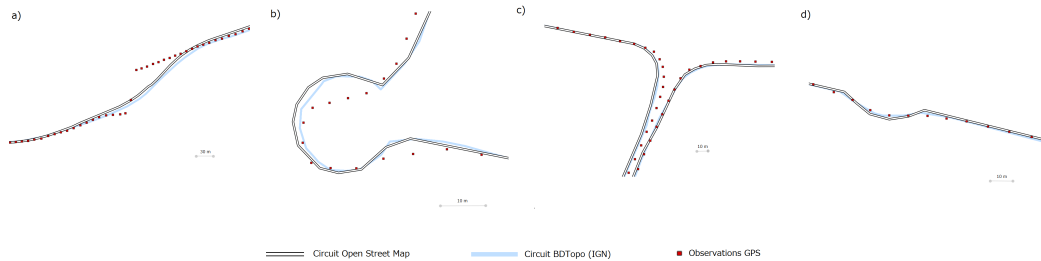 a)
b)
c)
d)
30 m
10 m
10 m
10 m
Circuit Open Street Map
Circuit BDTopo (IGN)
Observations GPS